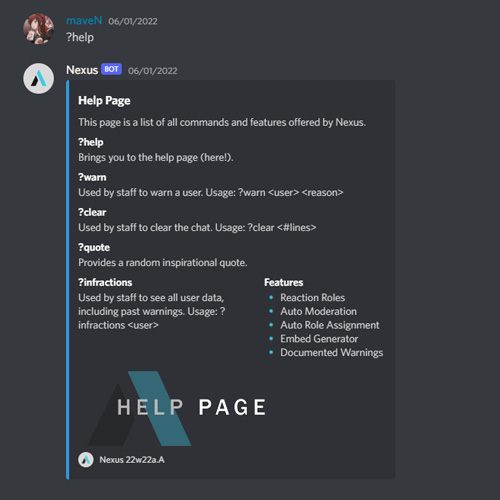 maveN 06/01/2022
?help
Nexus BOT 06/01/2022
Help Page
This page is a list of all commands and features offered by Nexus.
?help
Brings you to the help page (here!).
?warn
Used by staff to warn a user. Usage: ?warn <user> <reason>
?clear
Used by staff to clear the chat. Usage: ?clear <#lines>
?quote
Provides a random inspirational quote.
?infractions
Used by staff to see all user data,
including past warnings. Usage: ?
infractions <user>
Features
• Reaction Roles
• Auto Moderation
• Auto Role Assignment
• Embed Generator
• Documented Warnings
HELP PAGE
Nexus 22w22a.A